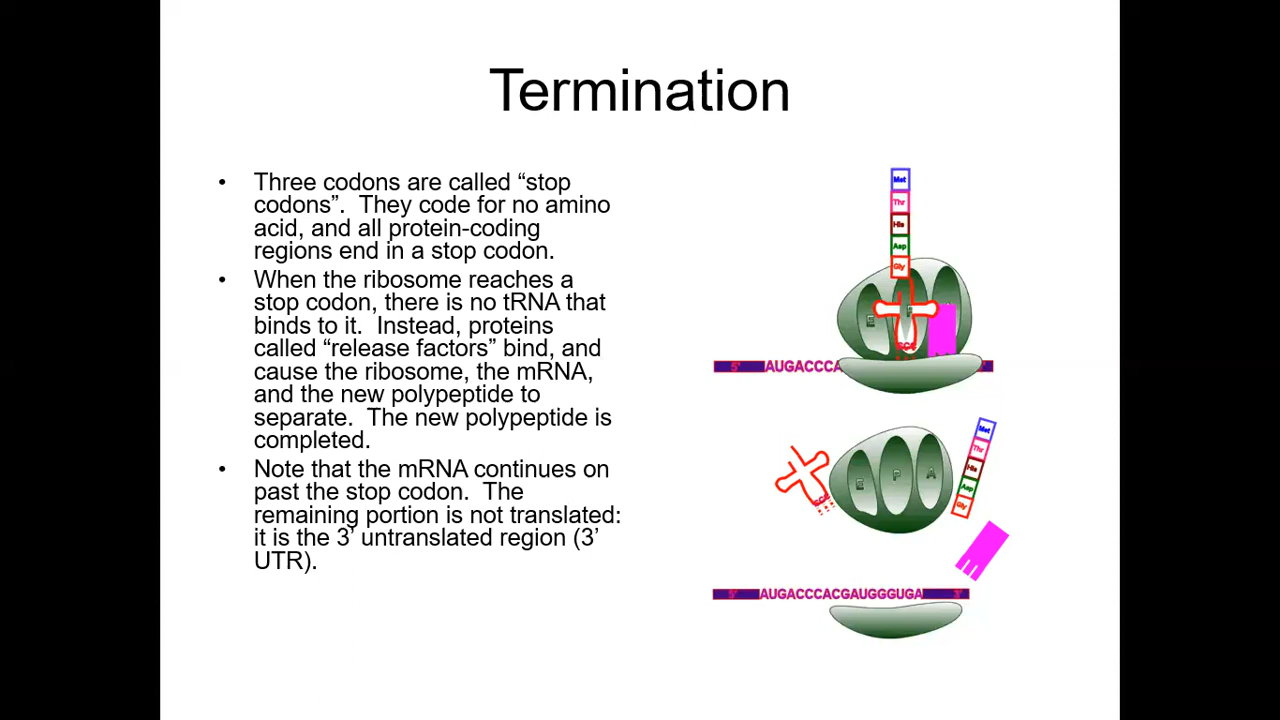 Termination
• Three codons are called “stop
codons”. They code for no amino
acid, and all protein-coding
regions end in a stop codon.
• When the ribosome reaches a
stop codon, there is no tRNA that
binds to it. Instead, proteins
called “release factors” bind, and
cause the ribosome, the mRNA,
and the new polypeptide to
separate. The new polypeptide is
completed.
• Note that the mRNA continues on
past the stop codon. The
remaining portion is not translated:
it is the 3’ untranslated region (3’
UTR).
Met
Thr
His
Asp
Gly
E
P
5'
AUGACCCA
Met
Thr
His
Asp
Gly
E P A
5'
AUGACCCACGAUGGGUGA
3'